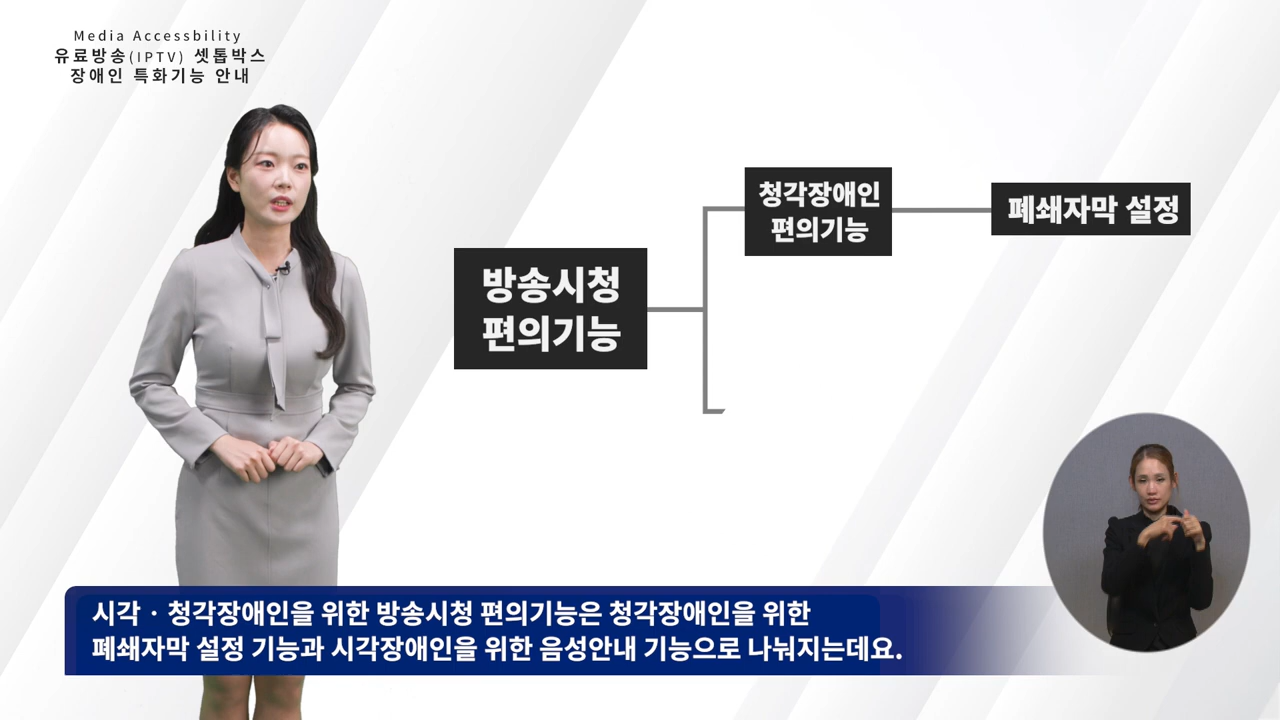 Media Accessbility
유료방송(IPTV) 셋톱박스
장애인 특화기능 안내
청각장애인
편의기능
폐쇄자막 설정
방송시청
편의기능
시각 · 청각장애인을 위한 방송시청 편의기능은 청각장애인을 위한
폐쇄자막 설정 기능과 시각장애인을 위한 음성안내 기능으로 나눠지는데요.